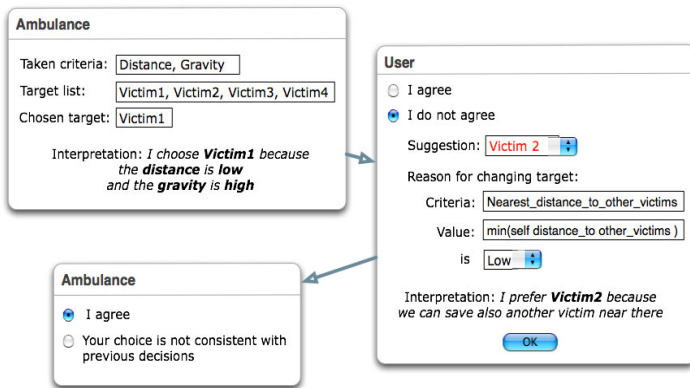 Ambulance
Taken criteria: Distance, Gravity
Target list: Victim1, Victim2, Victim3, Victim4
Chosen target: Victim1
Interpretation: I choose Victim1 because
the distance is low
and the gravity is high
User
I agree
I do not agree
Suggestion: Victim 2
Reason for changing target:
Criteria: Nearest_distance_to_other_victims
Value: min(self distance_to other_victims )
is Low
Interpretation: I prefer Victim2 because
we can save also another victim near there
OK
Ambulance
I agree
Your choice is not consistent with
previous decisions